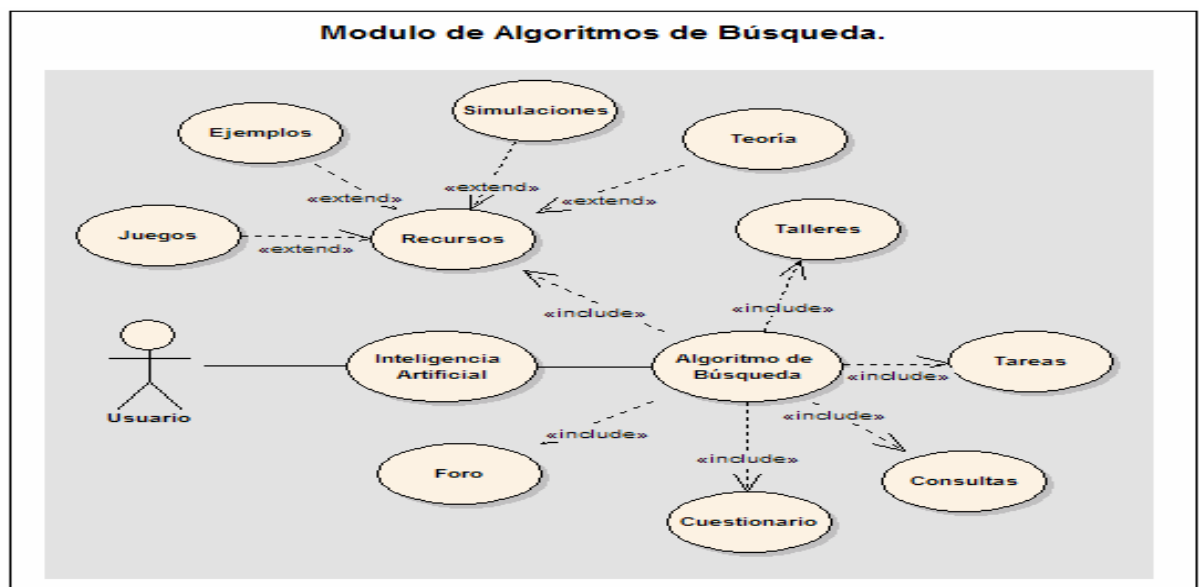 Modulo de Algoritmos de Búsqueda.
Simulaciones
Ejemplos
Teoría
«extend»
«extend»
«extend»
Juegos
«extend»
Recursos
Talleres
«include»
«include»
Inteligencia
Artificial
Algoritmo de
Búsqueda
Tareas
«include»
Usuario
«include»
«include»
Foro
«include»
Consultas
Cuestionario